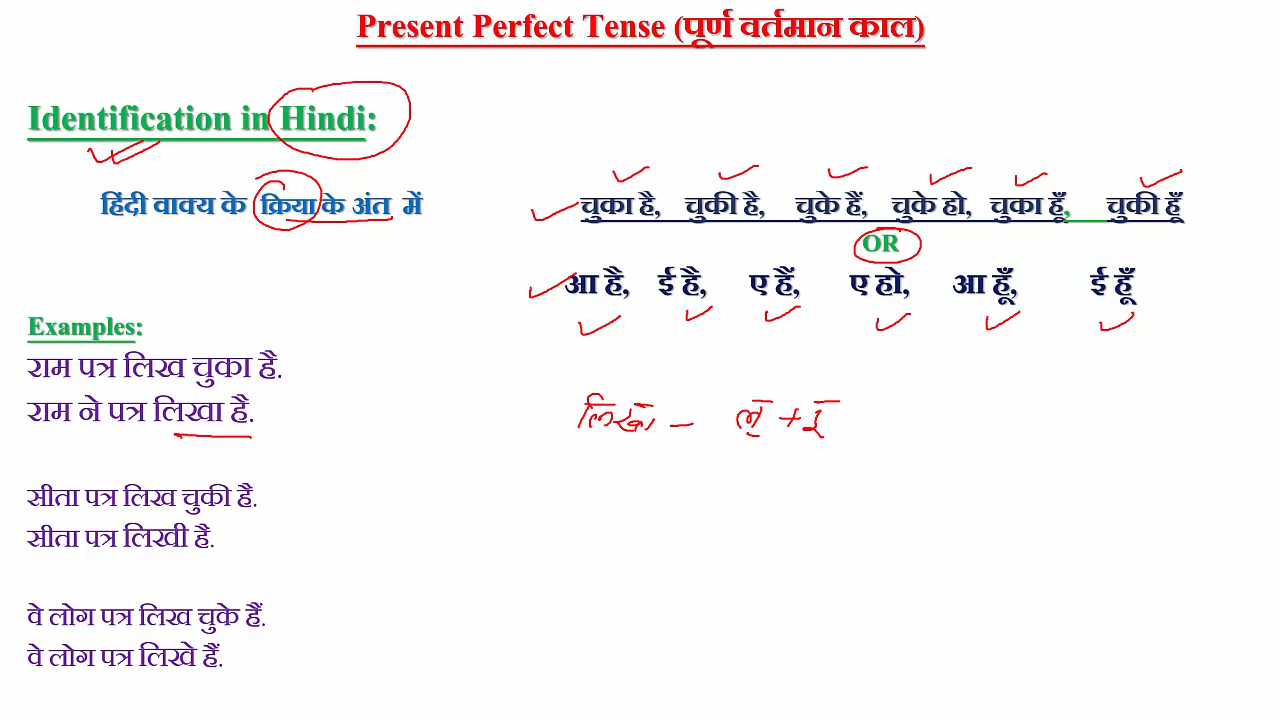 Present Perfect Tense (पूर्ण वर्तमान काल)
Identification in Hindi:
हिंदी वाक्य के क्रिया के अंत में
चुका है, चुकी है, चुके हैं, चुके हो, चुका हूँ, चुकी हूँ
OR
आ है, ई है, ए हैं, ए हो, आ हूँ, ई हूँ
Examples:
राम पत्र लिख चुका है.
राम ने पत्र लिखा है.
लिखा - ल् + इ
सीता पत्र लिख चुकी है.
सीता पत्र लिखी है.
वे लोग पत्र लिख चुके हैं.
वे लोग पत्र लिखे हैं.